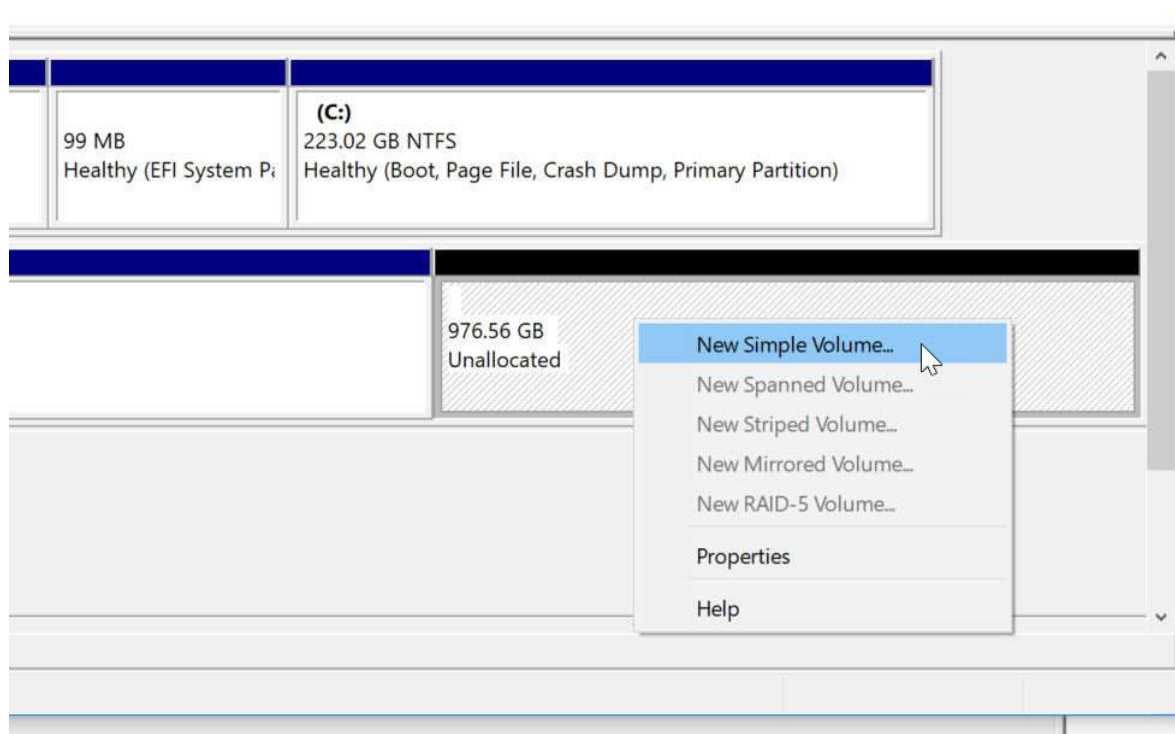 99 MB
Healthy (EFI System Pa
(C:)
223.02 GB NTFS
Healthy (Boot, Page File, Crash Dump, Primary Partition)
976.56 GB
Unallocated
New Simple Volume...
New Spanned Volume...
New Striped Volume...
New Mirrored Volume...
New RAID-5 Volume...
Properties
Help